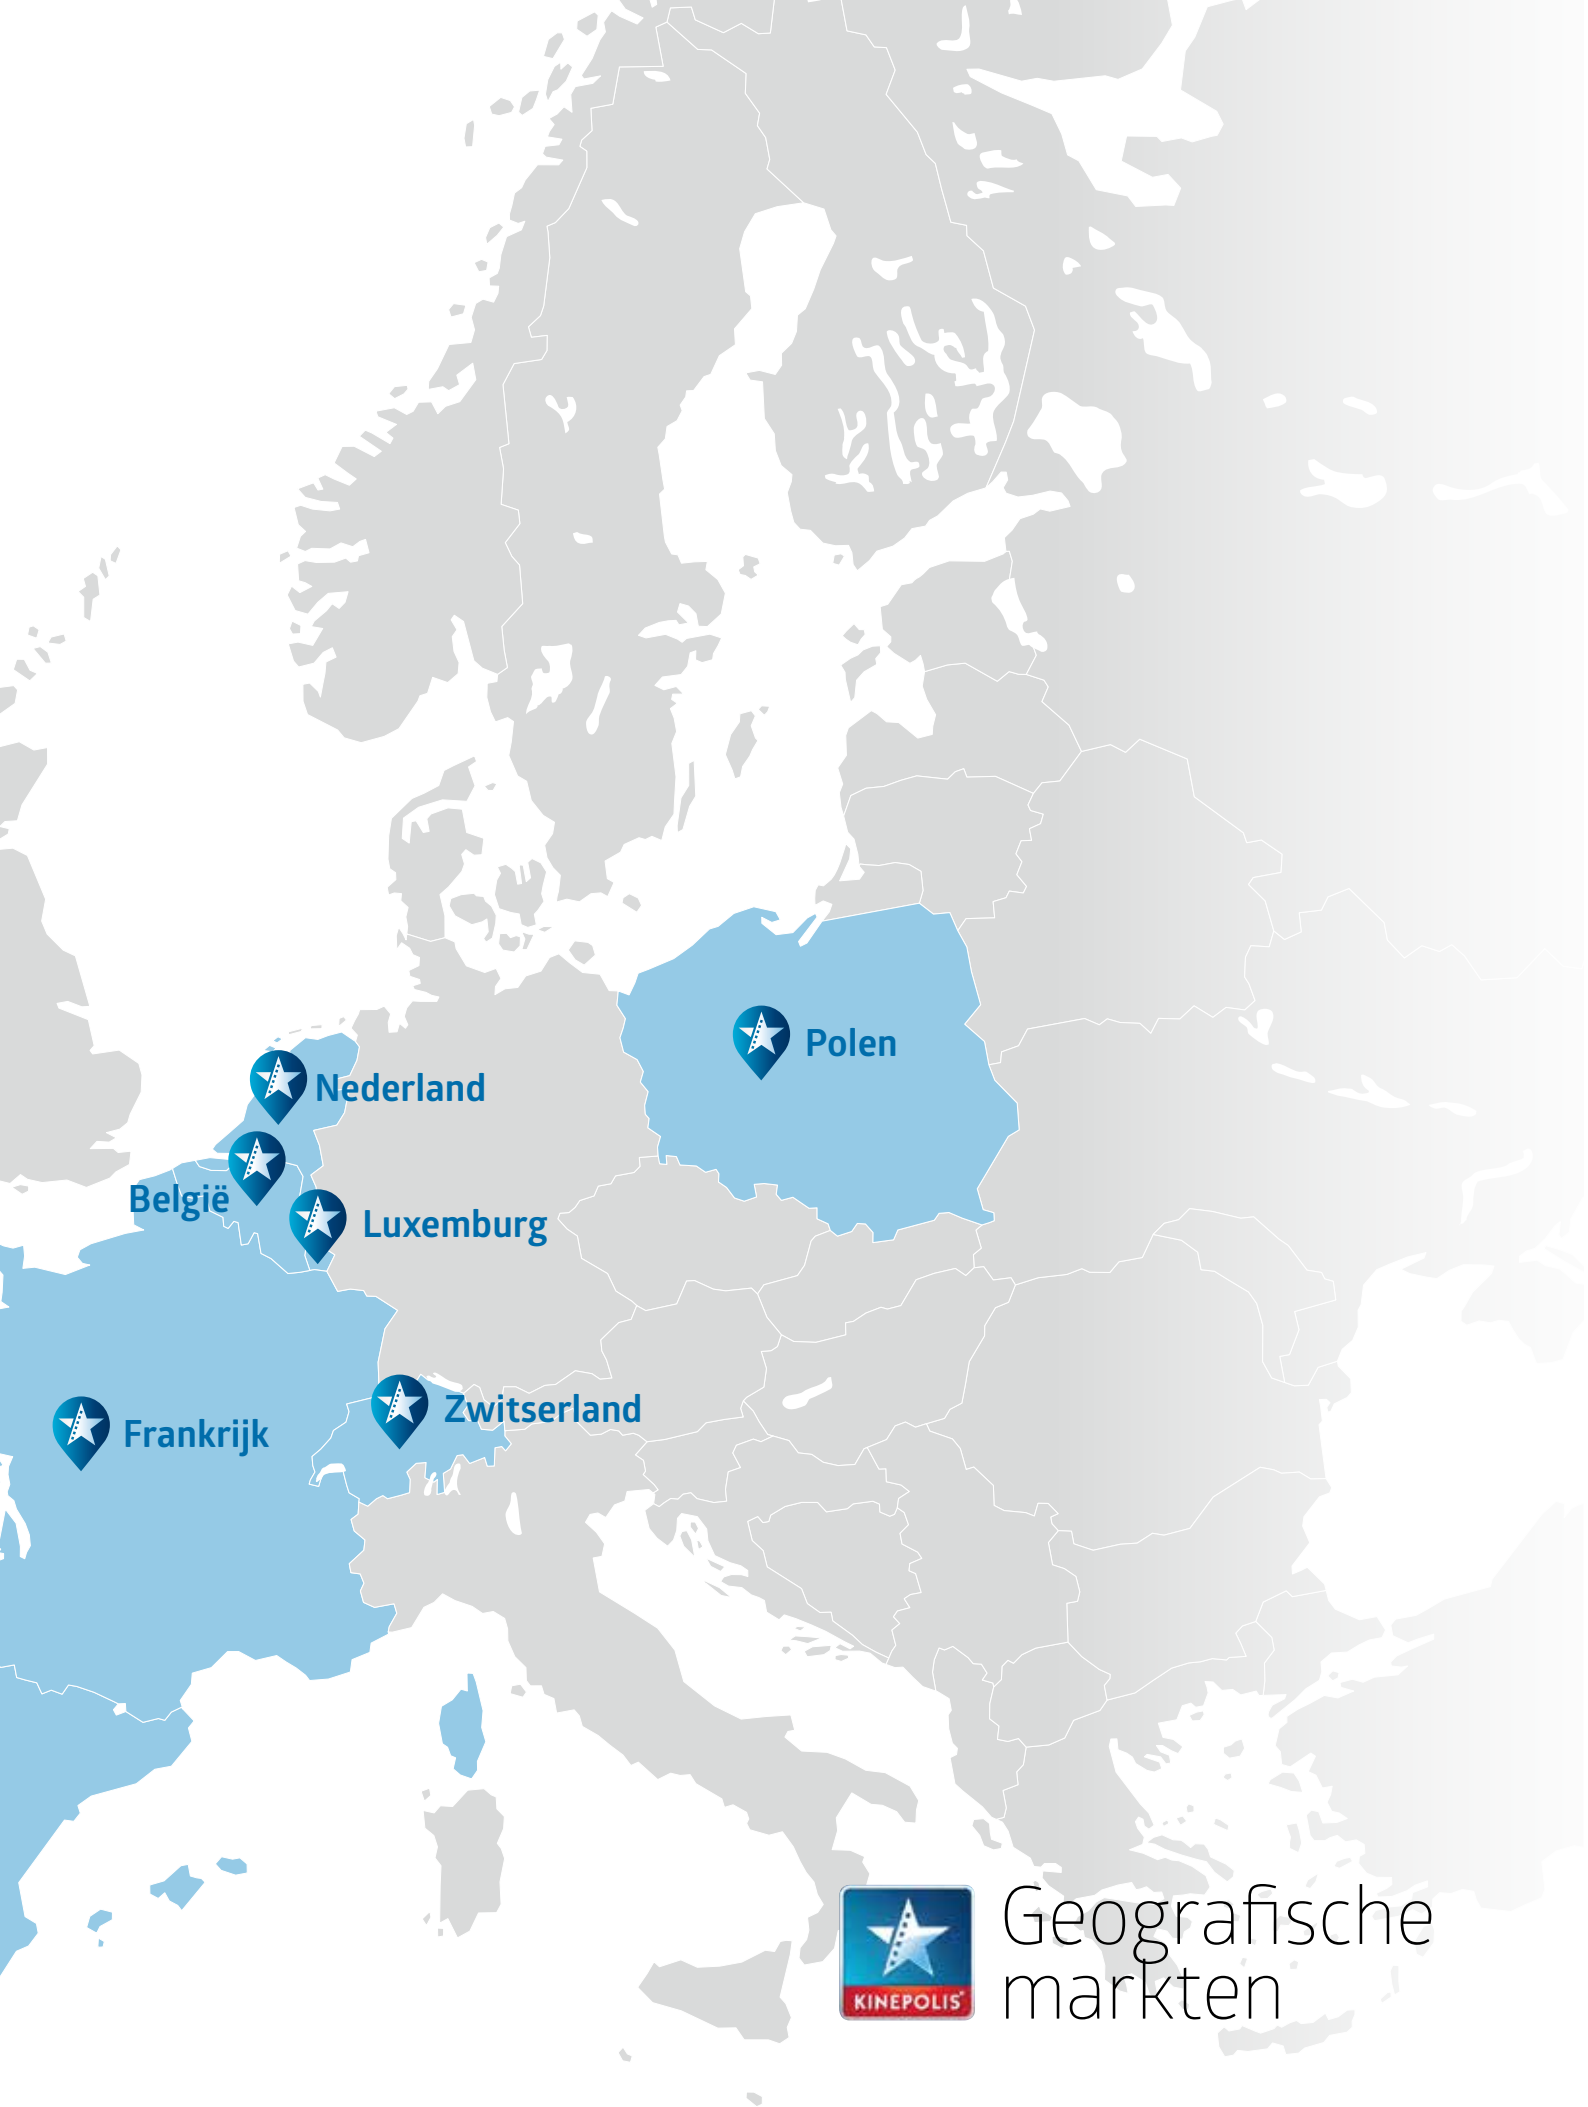 Polen
Nederland
België
Luxemburg
Zwitserland
Frankrijk
KINEPOLIS®
Geografische
markten